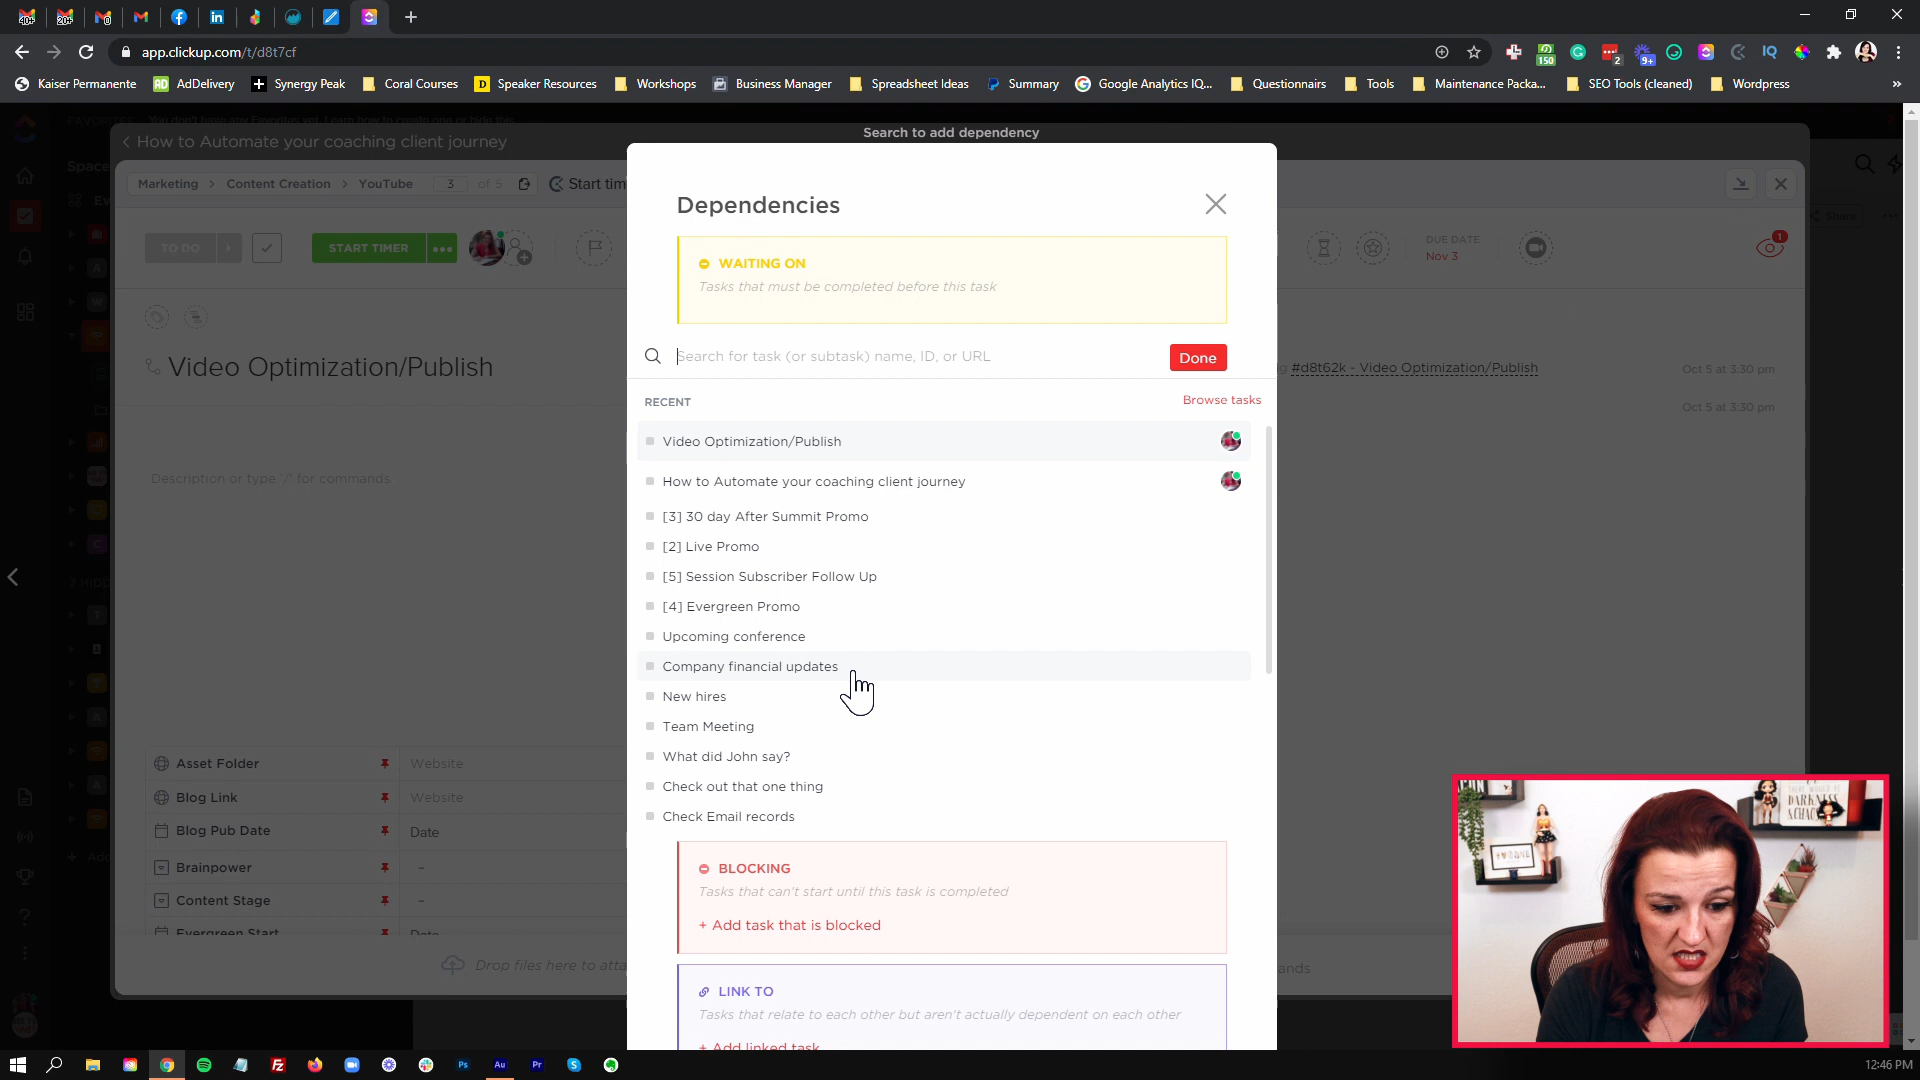 app.clickup.com/t/d8t7cf
150
2
9+
IQ
Kaiser Permanente
AdDelivery
Synergy Peak
Coral Courses
Speaker Resources
Workshops
Business Manager
Spreadsheet Ideas
Summary
Google Analytics IQ...
Questionnairs
Tools
Maintenance Packa...
SEO Tools (cleaned)
Wordpress
Search to add dependency
How to Automate your coaching client journey
Marketing > Content Creation > YouTube 3 of 5
TO DO
START TIMER
DUE DATE
Nov 3
1
Share
Video Optimization/Publish
#d8t62k - Video Optimization/Publish
Oct 5 at 3:30 pm
Oct 5 at 3:30 pm
Description or type '/' for commands
Dependencies
WAITING ON
Tasks that must be completed before this task
Search for task (or subtask) name, ID, or URL
Done
RECENT
Browse tasks
Video Optimization/Publish
How to Automate your coaching client journey
[3] 30 day After Summit Promo
[2] Live Promo
[5] Session Subscriber Follow Up
[4] Evergreen Promo
Upcoming conference
Company financial updates
New hires
Team Meeting
What did John say?
Check out that one thing
Check Email records
BLOCKING
Tasks that can't start until this task is completed
+ Add task that is blocked
LINK TO
Tasks that relate to each other but aren't actually dependent on each other
+ Add linked task
Asset Folder
Website
Blog Link
Website
Blog Pub Date
Date
Brainpower
–
Content Stage
–
Evergreen Start
Date
Drop files here to
DARKNESS
12:46 PM